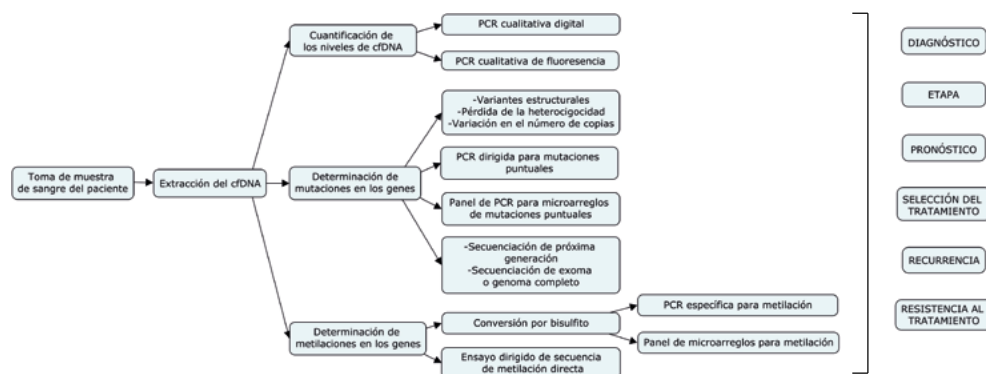 Toma de muestra
de sangre del paciente
Extracción del cfDNA
Cuantificación de
los niveles de cfDNA
PCR cualitativa digital
PCR cualitativa de fluoresencia
Determinación de
mutaciones en los genes
-Variantes estructurales
-Pérdida de la heterocigocidad
-Variación en el número de copias
PCR dirigida para mutaciones
puntuales
Panel de PCR para microarreglos
de mutaciones puntuales
-Secuenciación de próxima
generación
-Secuenciación de exoma
o genoma completo
Determinación de
metilaciones en los genes
Conversión por bisulfito
PCR específica para metilación
Panel de microarreglos para metilación
Ensayo dirigido de secuencia
de metilación directa
DIAGNÓSTICO
ETAPA
PRONÓSTICO
SELECCIÓN DEL
TRATAMIENTO
RECURRENCIA
RESISTENCIA AL
TRATAMIENTO